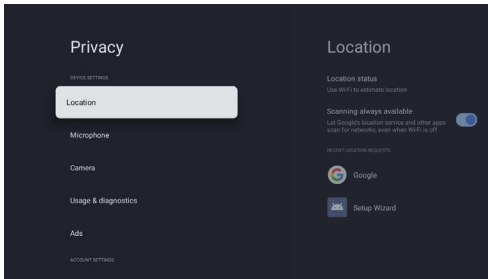 Privacy
DEVICE SETTINGS
Location
Microphone
Camera
Usage & diagnostics
Ads
ACCOUNT SETTINGS
Location
Location status
Use Wi-Fi to estimate location
Scanning always available
Let Google's location service and other apps
scan for networks, even when Wi-Fi is off
RECENT LOCATION REQUESTS
Google
Setup Wizard